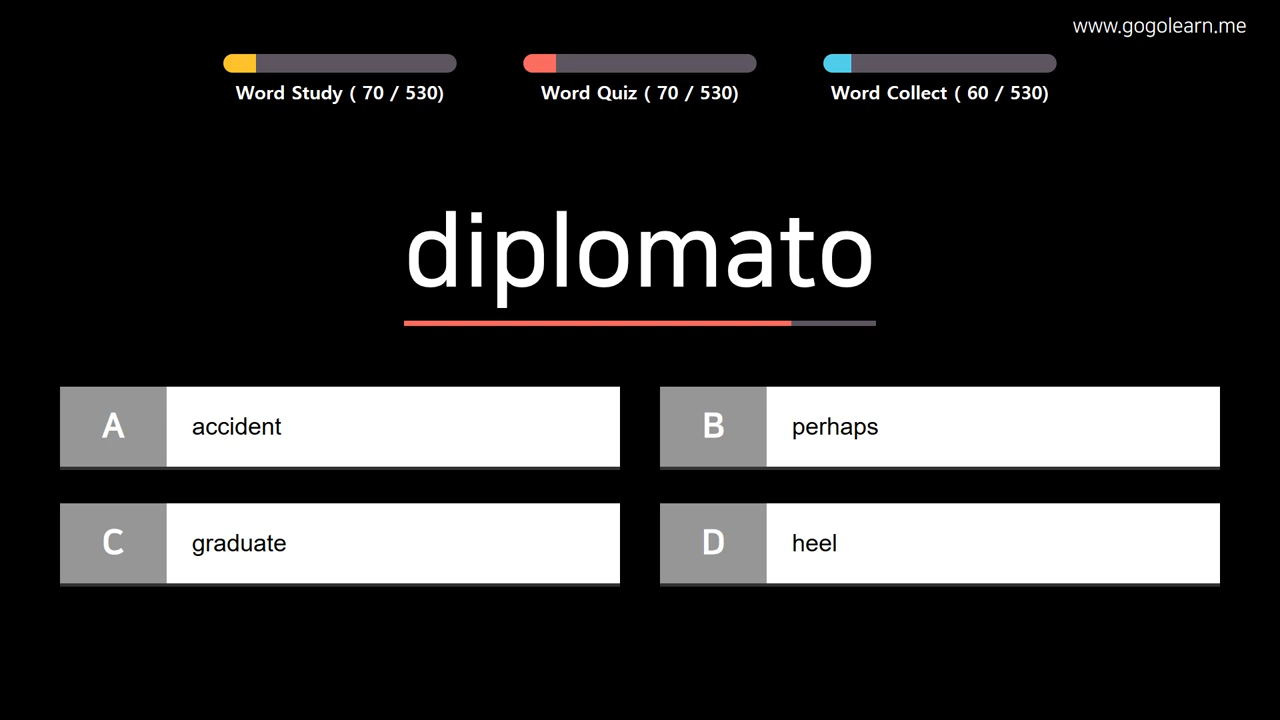 www.gogolearn.me
Word Study ( 70 / 530)
Word Quiz ( 70 / 530)
Word Collect ( 60 / 530)
diplomato
A accident
B perhaps
C graduate
D heel